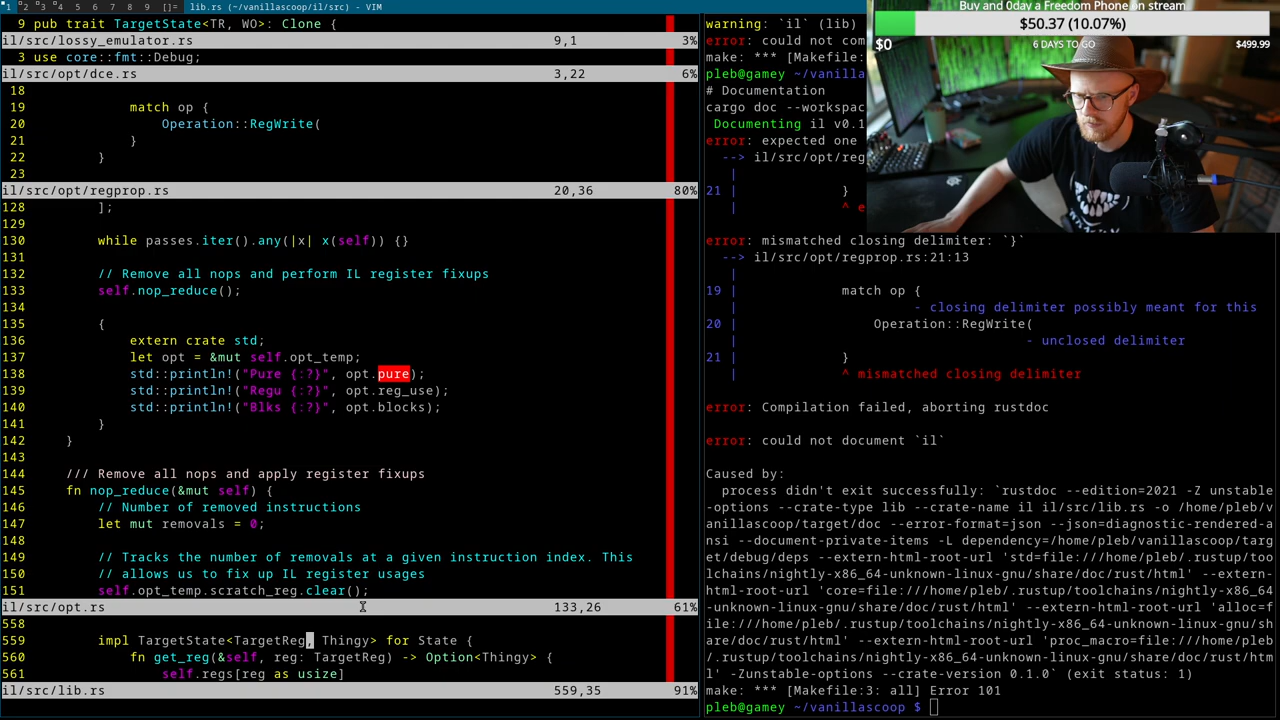 1 2 3 4 5 6 7 8 9 []= lib.rs (~/vanillascoop/il/src) - VIM
9 pub trait TargetState<TR, WO>: Clone {
il/src/lossy_emulator.rs 9,1 3%
3 use core::fmt::Debug;
il/src/opt/dce.rs 3,22 6%
18
19 match op {
20 Operation::RegWrite(
21 }
22 }
23
il/src/opt/regprop.rs 20,36 80%
128 ];
129
130 while passes.iter().any(|x| x(self)) {}
131
132 // Remove all nops and perform IL register fixups
133 self.nop_reduce();
134
135 {
136 extern crate std;
137 let opt = &mut self.opt_temp;
138 std::println!("Pure {:?}", opt.pure);
139 std::println!("Regu {:?}", opt.reg_use);
140 std::println!("Blks {:?}", opt.blocks);
141 }
142 }
143
144 /// Remove all nops and apply register fixups
145 fn nop_reduce(&mut self) {
146 // Number of removed instructions
147 let mut removals = 0;
148
149 // Tracks the number of removals at a given instruction index. This
150 // allows us to fix up IL register usages
151 self.opt_temp.scratch_reg.clear();
il/src/opt.rs 133,26 61%
558
559 impl TargetState<TargetReg, Thingy> for State {
560 fn get_reg(&self, reg: TargetReg) -> Option<Thingy> {
561 self.regs[reg as usize]
il/src/lib.rs 559,35 91%
warning: `il` (lib)
error: could not com
make: *** [Makefile:
pleb@gamey ~/vanilla
# Documentation
cargo doc --workspac
Documenting il v0.1
error: expected one
--> il/src/opt/reg
|
21 | }
| ^ e
error: mismatched closing delimiter: `}`
--> il/src/opt/regprop.rs:21:13
|
19 | match op {
| - closing delimiter possibly meant for this
20 | Operation::RegWrite(
| - unclosed delimiter
21 | }
| ^ mismatched closing delimiter
error: Compilation failed, aborting rustdoc
error: could not document `il`
Caused by:
process didn't exit successfully: `rustdoc --edition=2021 -Z unstable
-options --crate-type lib --crate-name il il/src/lib.rs -o /home/pleb/v
anillascoop/target/doc --error-format=json --json=diagnostic-rendered-a
nsi --document-private-items -L dependency=/home/pleb/vanillascoop/targ
et/debug/deps --extern-html-root-url 'std=file:///home/pleb/.rustup/too
lchains/nightly-x86_64-unknown-linux-gnu/share/doc/rust/html' --extern-
html-root-url 'core=file:///home/pleb/.rustup/toolchains/nightly-x86_64
-unknown-linux-gnu/share/doc/rust/html' --extern-html-root-url 'alloc=f
ile:///home/pleb/.rustup/toolchains/nightly-x86_64-unknown-linux-gnu/sh
are/doc/rust/html' --extern-html-root-url 'proc_macro=file:///home/pleb
/.rustup/toolchains/nightly-x86_64-unknown-linux-gnu/share/doc/rust/htm
l' -Zunstable-options --crate-version 0.1.0` (exit status: 1)
make: *** [Makefile:3: all] Error 101
pleb@gamey ~/vanillascoop $
Buy and 0day a Freedom Phone on stream
$50.37 (10.07%)
$0 6 DAYS TO GO $499.99